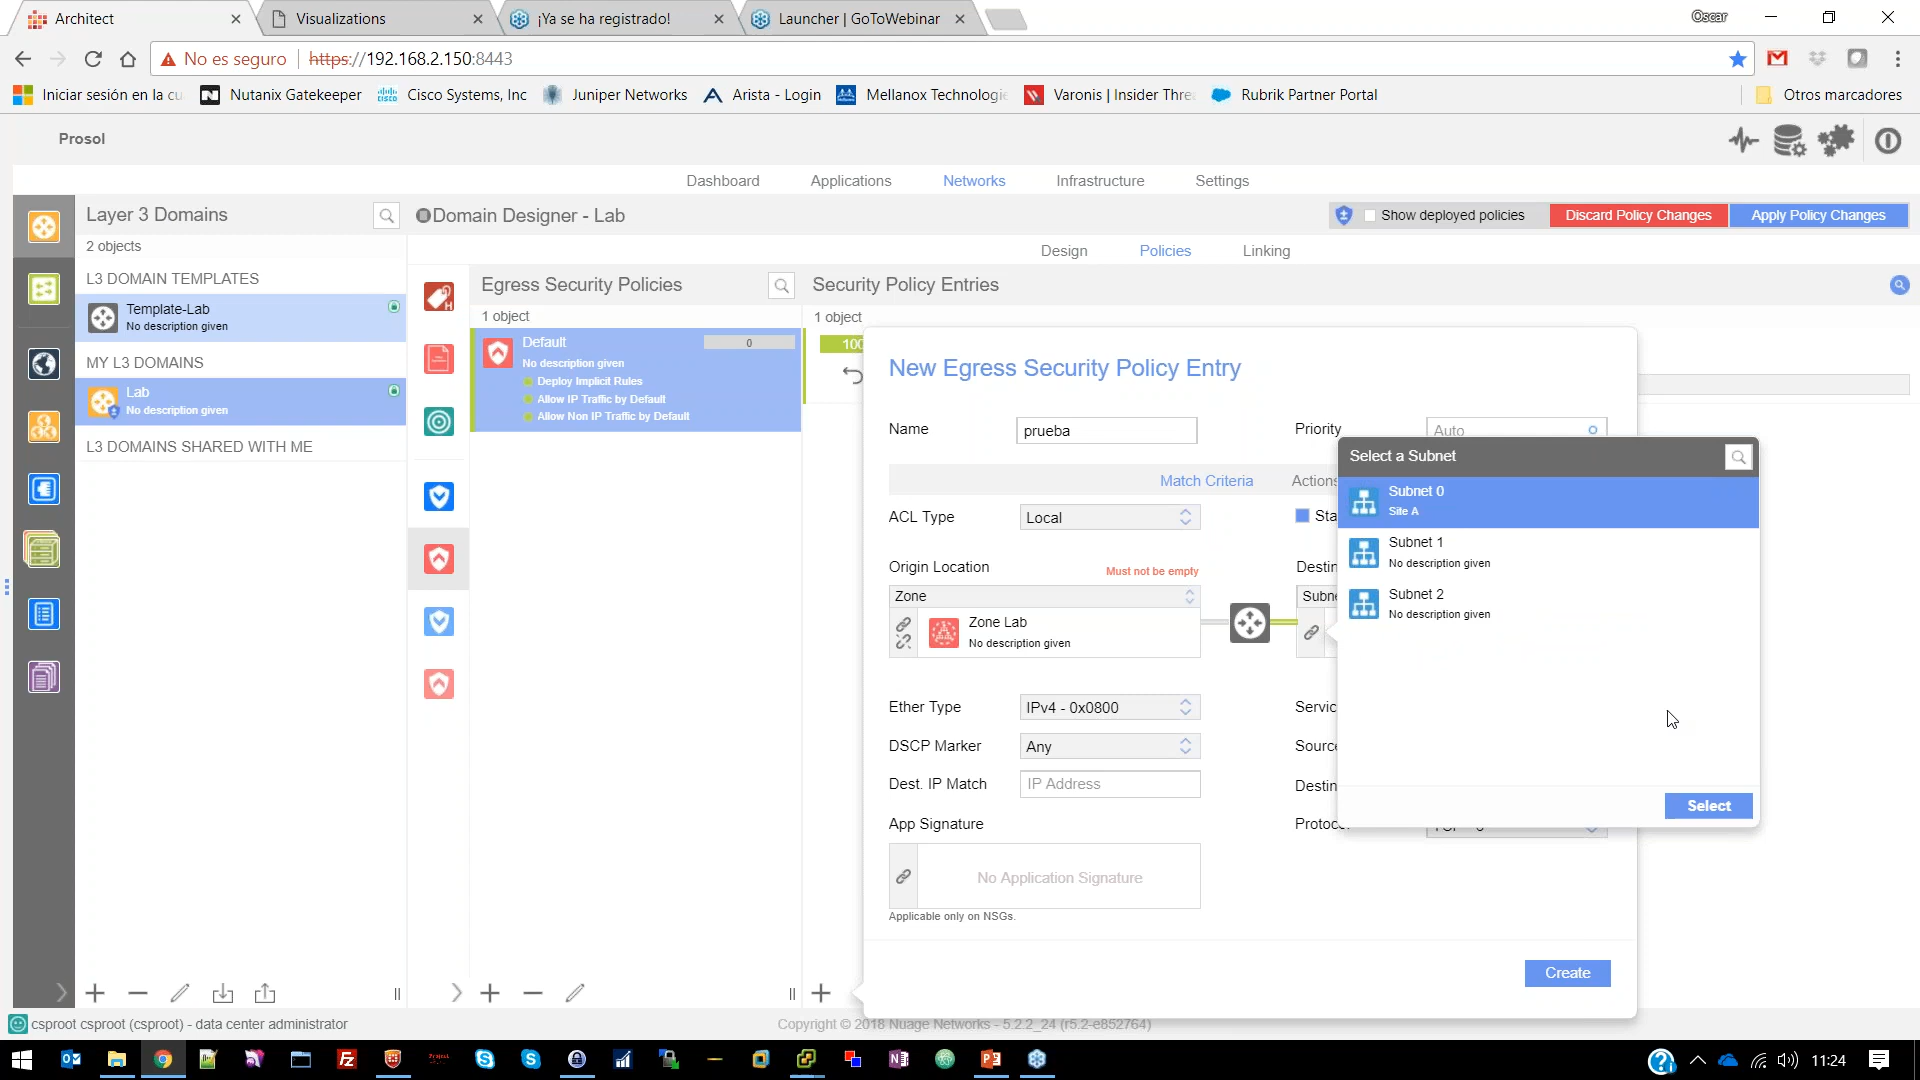 Architect
Visualizations
¡Ya se ha registrado!
Launcher | GoToWebinar
Oscar
No es seguro
https://192.168.2.150:8443
Iniciar sesión en la cu
Nutanix Gatekeeper
Cisco Systems, Inc
Juniper Networks
Arista - Login
Mellanox Technologie
Varonis | Insider Thre
Rubrik Partner Portal
Otros marcadores
Prosol
Dashboard
Applications
Networks
Infrastructure
Settings
Layer 3 Domains
Domain Designer - Lab
Show deployed policies
Discard Policy Changes
Apply Policy Changes
2 objects
Design
Policies
Linking
L3 DOMAIN TEMPLATES
Template-Lab
No description given
MY L3 DOMAINS
Lab
No description given
L3 DOMAINS SHARED WITH ME
Egress Security Policies
1 object
Default
0
No description given
Deploy Implicit Rules
Allow IP Traffic by Default
Allow Non IP Traffic by Default
Security Policy Entries
1 object
100
New Egress Security Policy Entry
Name
prueba
Priority
Auto
Match Criteria
Actions
ACL Type
Local
Sta
Origin Location
Must not be empty
Destin
Zone
Subne
Zone Lab
No description given
Ether Type
IPv4 - 0x0800
Servic
DSCP Marker
Any
Source
Dest. IP Match
IP Address
Destin
App Signature
Protoc
No Application Signature
Applicable only on NSGs.
Create
Select a Subnet
Subnet 0
Site A
Subnet 1
No description given
Subnet 2
No description given
Select
csproot csproot (csproot) - data center administrator
Copyright © 2018 Nuage Networks - 5.2.2_24 (r5.2-e852764)
11:24